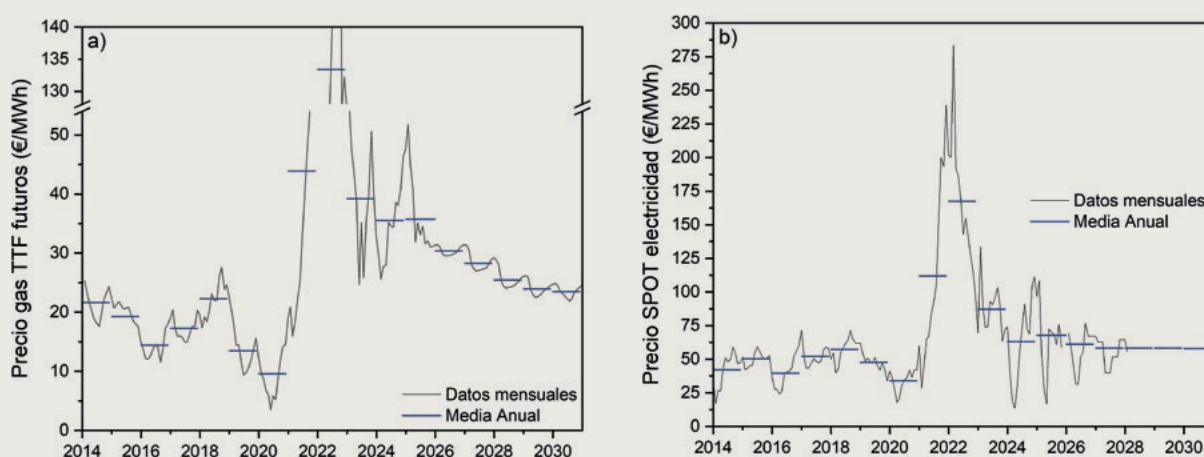 a)
Precio gas TTF futuros (€/MWh)
140
135
130
50
40
30
20
10
0
Datos mensuales
Media Anual
2014 2016 2018 2020 2022 2024 2026 2028 2030
b)
Precio SPOT electricidad (€/MWh)
300
275
250
225
200
175
150
125
100
75
50
25
0
Datos mensuales
Media Anual
2014 2016 2018 2020 2022 2024 2026 2028 2030